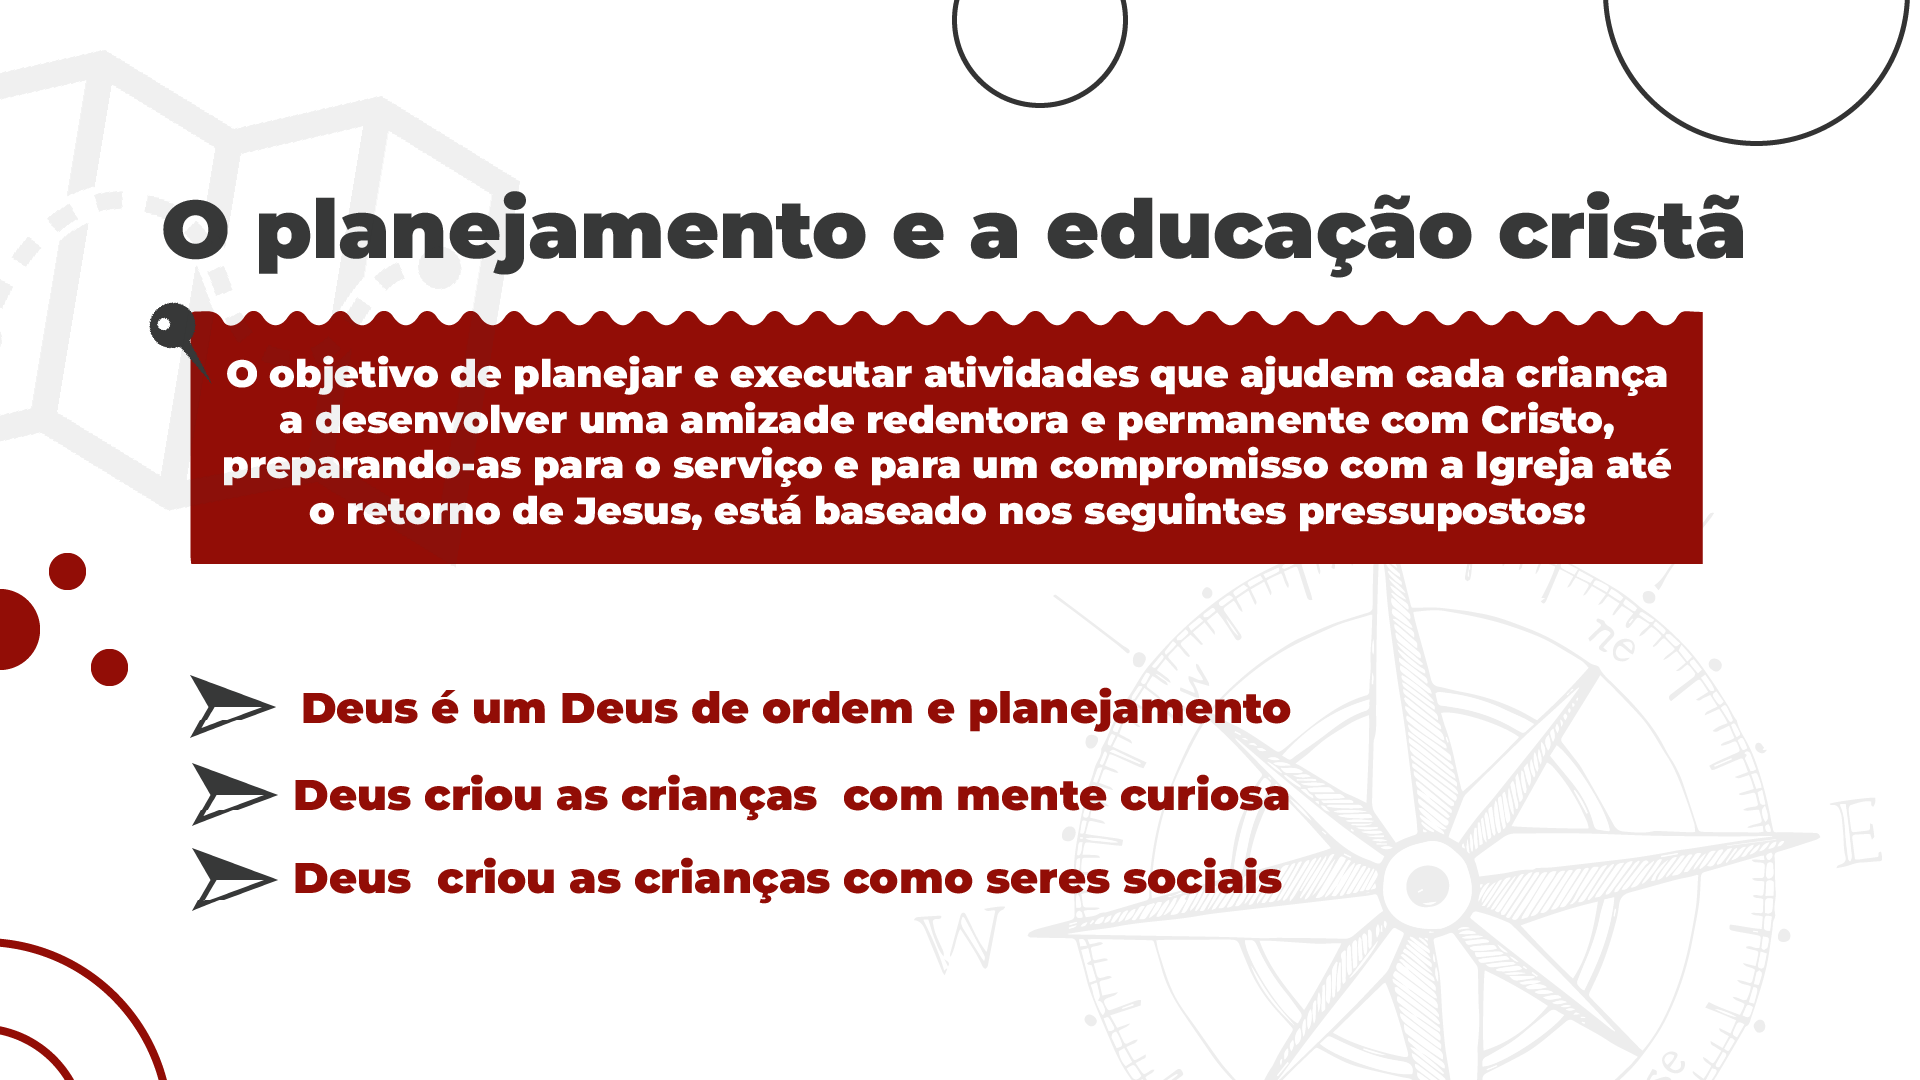 O planejamento e a educação cristã
O objetivo de planejar e executar atividades que ajudem cada criança
a desenvolver uma amizade redentora e permanente com Cristo,
preparando-as para o serviço e para um compromisso com a Igreja até
o retorno de Jesus, está baseado nos seguintes pressupostos:
Deus é um Deus de ordem e planejamento
Deus criou as crianças  com mente curiosa
Deus  criou as crianças como seres sociais
ne
w
E
W
se